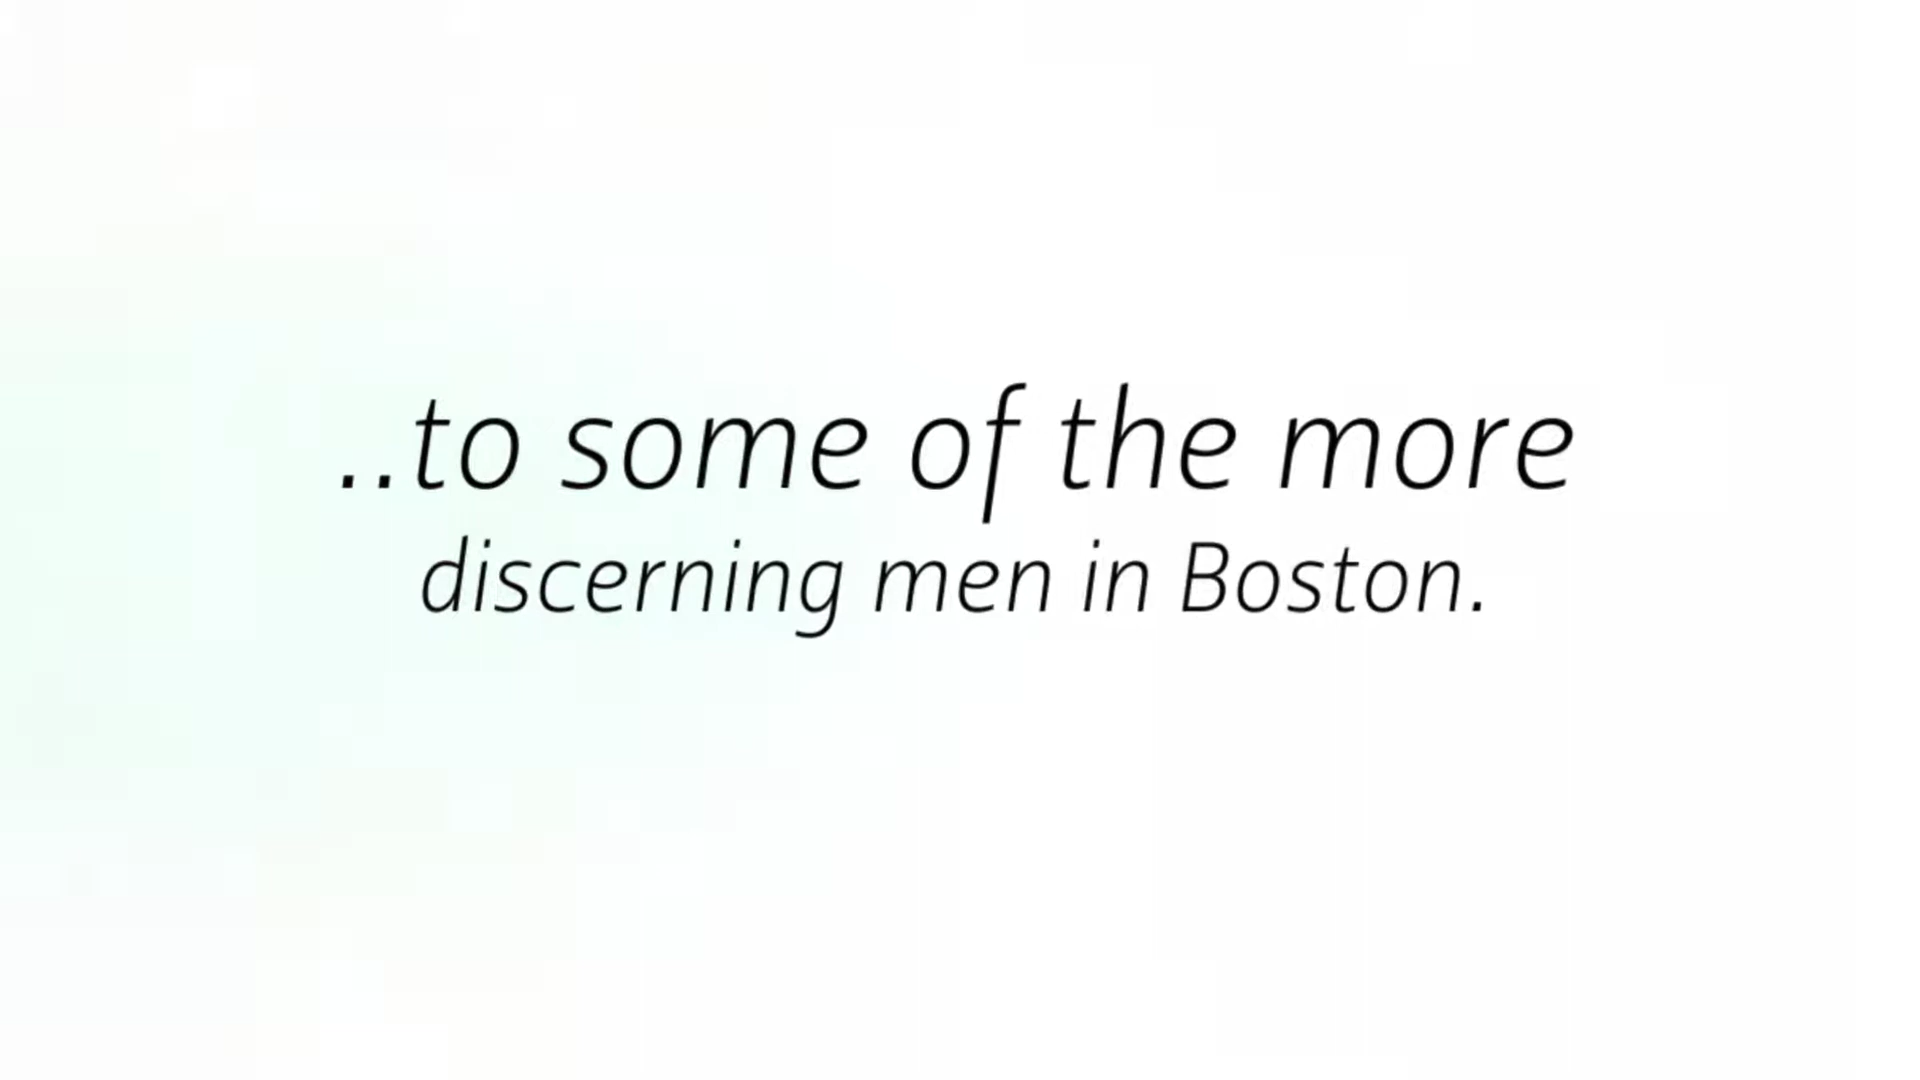 ..to some of the more
discerning men in Boston.